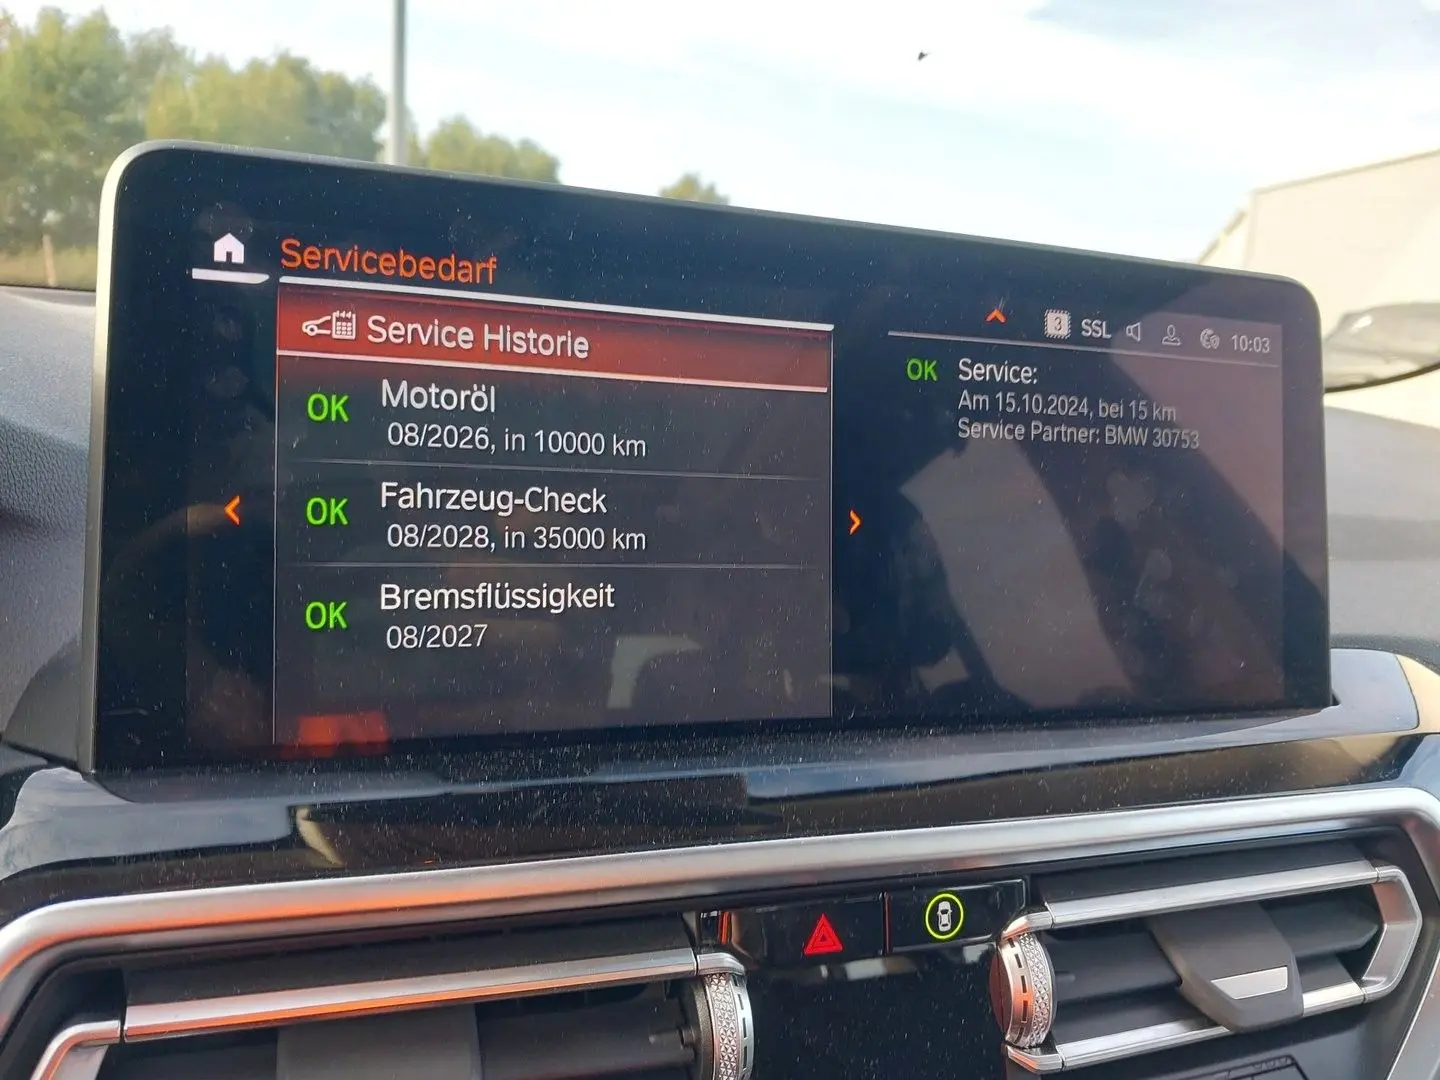 Servicebedarf
Service Historie
OK Motoröl
08/2026, in 10000 km
OK Fahrzeug-Check
08/2028, in 35000 km
OK Bremsflüssigkeit
08/2027
3 SSL 10:03
OK Service:
Am 15.10.2024, bei 15 km
Service Partner: BMW 30753